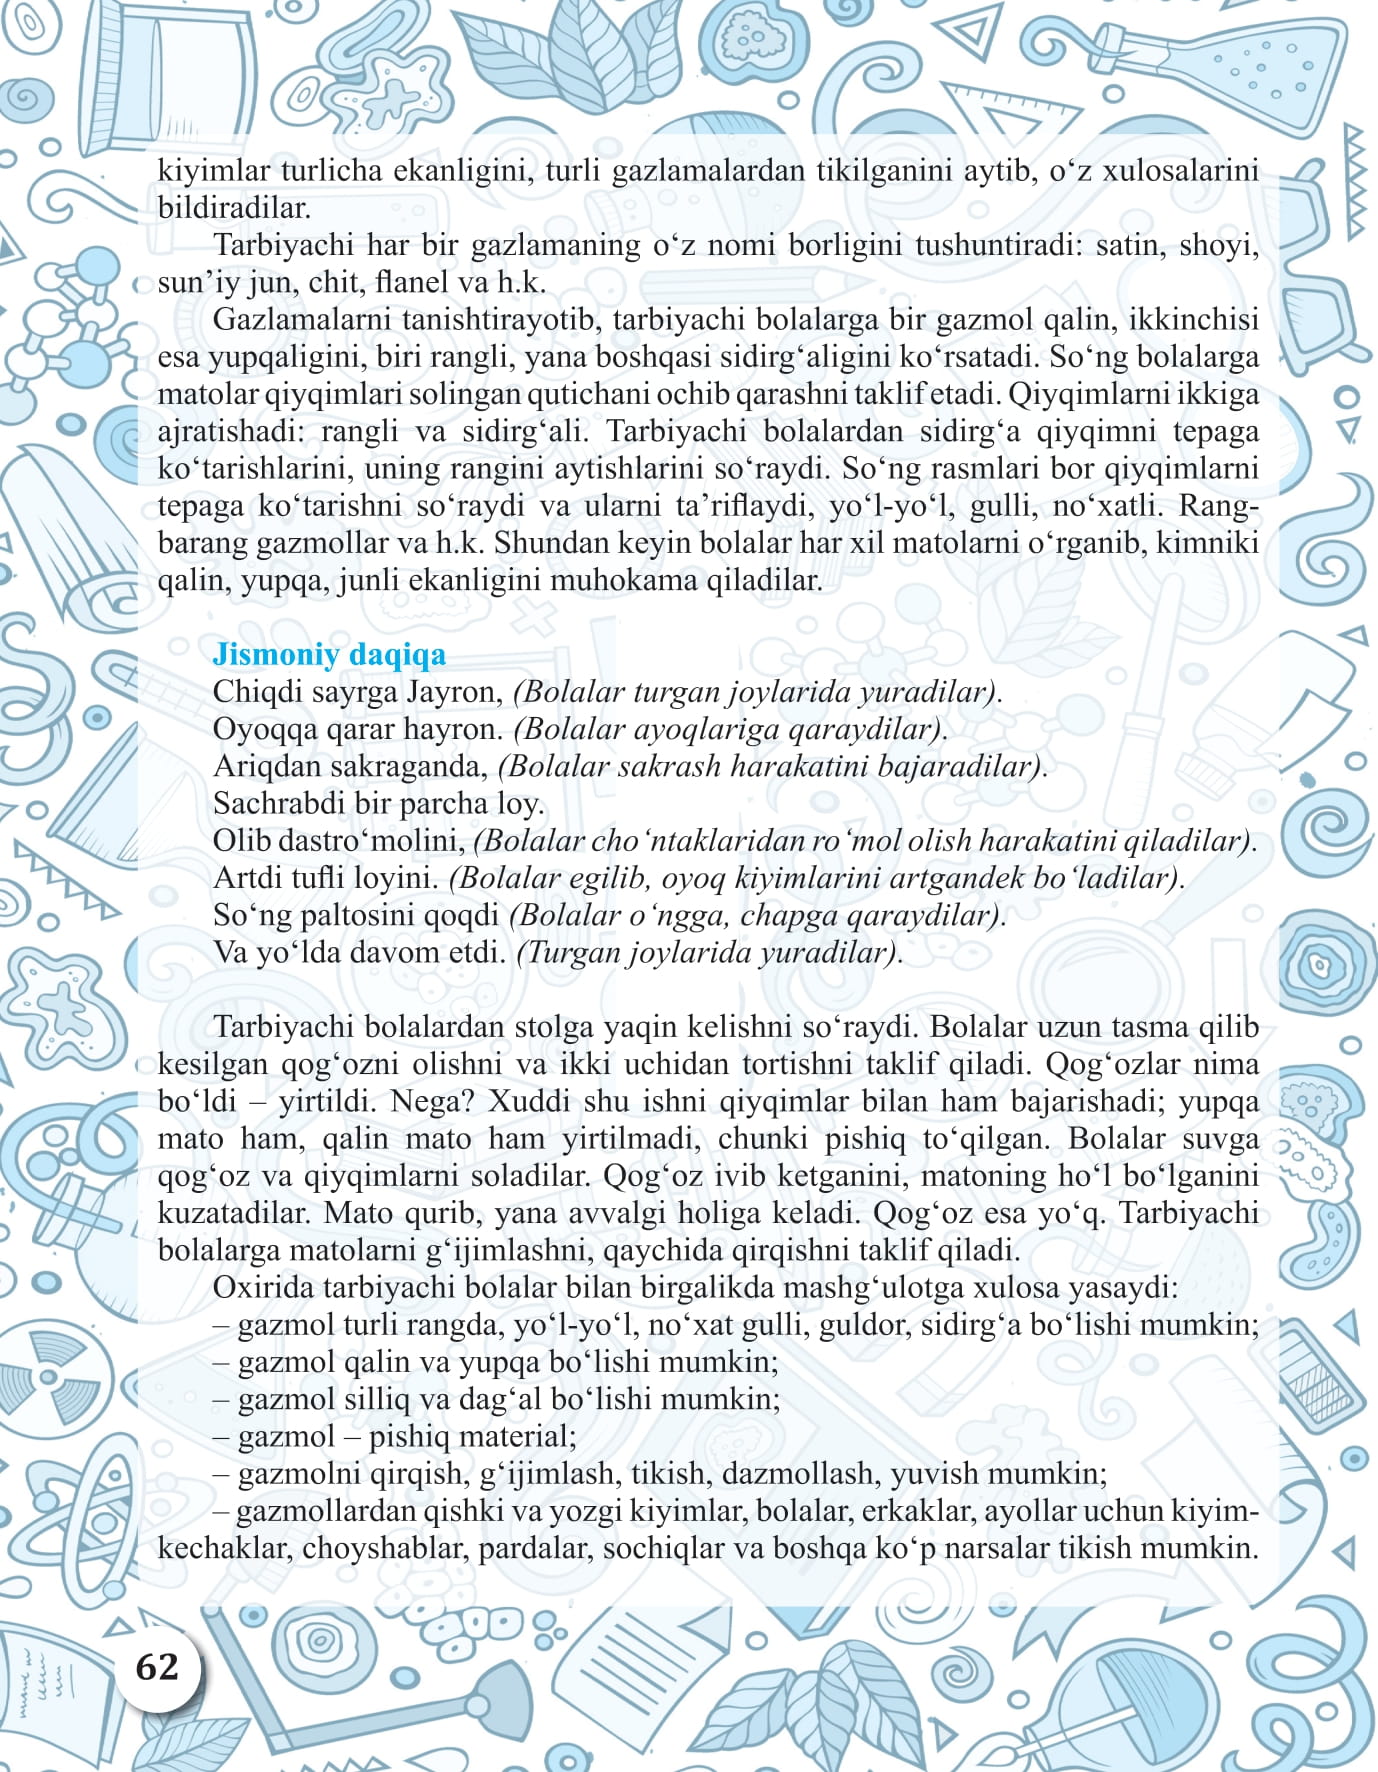 kiyimlar turlicha ekanligini, turli gazlamalardan tikilganini aytib, o‘z xulosalarini
bildiradilar.
Tarbiyachi har bir gazlamaning o‘z nomi borligini tushuntiradi: satin, shoyi,
sun’iy jun, chit, flanel va h.k.
Gazlamalarni tanishtirayotib, tarbiyachi bolalarga bir gazmol qalin, ikkinchisi
esa yupqaligini, biri rangli, yana boshqasi sidirg‘aligini ko‘rsatadi. So‘ng bolalarga
matolar qiyqimlari solingan qutichani ochib qarashni taklif etadi. Qiyqimlarni ikkiga
ajratishadi: rangli va sidirg‘ali. Tarbiyachi bolalardan sidirg‘a qiyqimni tepaga
ko‘tarishlarini, uning rangini aytishlarini so‘raydi. So‘ng rasmlari bor qiyqimlarni
tepaga ko‘tarishni so‘raydi va ularni ta’riflaydi, yo‘l-yo‘l, gulli, no‘xatli. Rang-
barang gazmollar va h.k. Shundan keyin bolalar har xil matolarni o‘rganib, kimniki
qalin, yupqa, junli ekanligini muhokama qiladilar.
Jismoniy daqiqa
Chiqdi sayrga Jayron, (Bolalar turgan joylarida yuradilar).
Oyoqqa qarar hayron. (Bolalar ayoqlariga qaraydilar).
Ariqdan sakraganda, (Bolalar sakrash harakatini bajaradilar).
Sachrabdi bir parcha loy.
Olib dastro‘molini, (Bolalar cho‘ntaklaridan ro‘mol olish harakatini qiladilar).
Artdi tufli loyini. (Bolalar egilib, oyoq kiyimlarini artgandek bo‘ladilar).
So‘ng paltosini qoqdi (Bolalar o‘ngga, chapga qaraydilar).
Va yo‘lda davom etdi. (Turgan joylarida yuradilar).
Tarbiyachi bolalardan stolga yaqin kelishni so‘raydi. Bolalar uzun tasma qilib
kesilgan qog‘ozni olishni va ikki uchidan tortishni taklif qiladi. Qog‘ozlar nima
bo‘ldi – yirtildi. Nega? Xuddi shu ishni qiyqimlar bilan ham bajarishadi; yupqa
mato ham, qalin mato ham yirtilmadi, chunki pishiq to‘qilgan. Bolalar suvga
qog‘oz va qiyqimlarni soladilar. Qog‘oz ivib ketganini, matoning ho‘l bo‘lganini
kuzatadilar. Mato qurib, yana avvalgi holiga keladi. Qog‘oz esa yo‘q. Tarbiyachi
bolalarga matolarni g‘ijimlashni, qaychida qirqishni taklif qiladi.
Oxirida tarbiyachi bolalar bilan birgalikda mashg‘ulotga xulosa yasaydi:
– gazmol turli rangda, yo‘l-yo‘l, no‘xat gulli, guldor, sidirg‘a bo‘lishi mumkin;
– gazmol qalin va yupqa bo‘lishi mumkin;
– gazmol silliq va dag‘al bo‘lishi mumkin;
– gazmol – pishiq material;
– gazmolni qirqish, g‘ijimlash, tikish, dazmollash, yuvish mumkin;
– gazmollardan qishki va yozgi kiyimlar, bolalar, erkaklar, ayollar uchun kiyim-
kechaklar, choyshablar, pardalar, sochiqlar va boshqa ko‘p narsalar tikish mumkin.
62